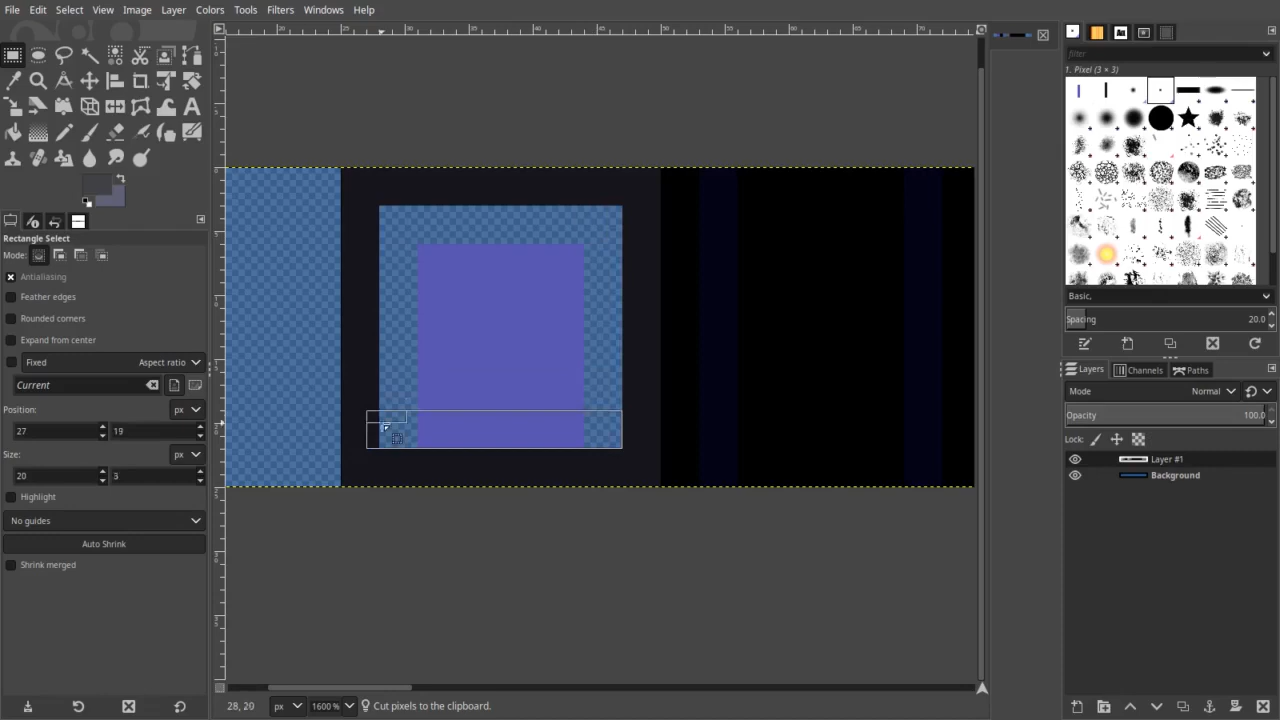 File Edit Select View Image Layer Colors Tools Filters Windows Help
filter
1. Pixel (3 × 3)
Rectangle Select
Mode:
Antialiasing
Feather edges
Rounded corners
Expand from center
Fixed Aspect ratio
Current
Position: px
27 19
Size: px
20 3
Highlight
No guides
Auto Shrink
Shrink merged
Basic,
Spacing 20.0
Layers Channels Paths
Mode Normal
Opacity 100.0
Lock:
Layer #1
Background
28, 20 px 1600% Cut pixels to the clipboard.